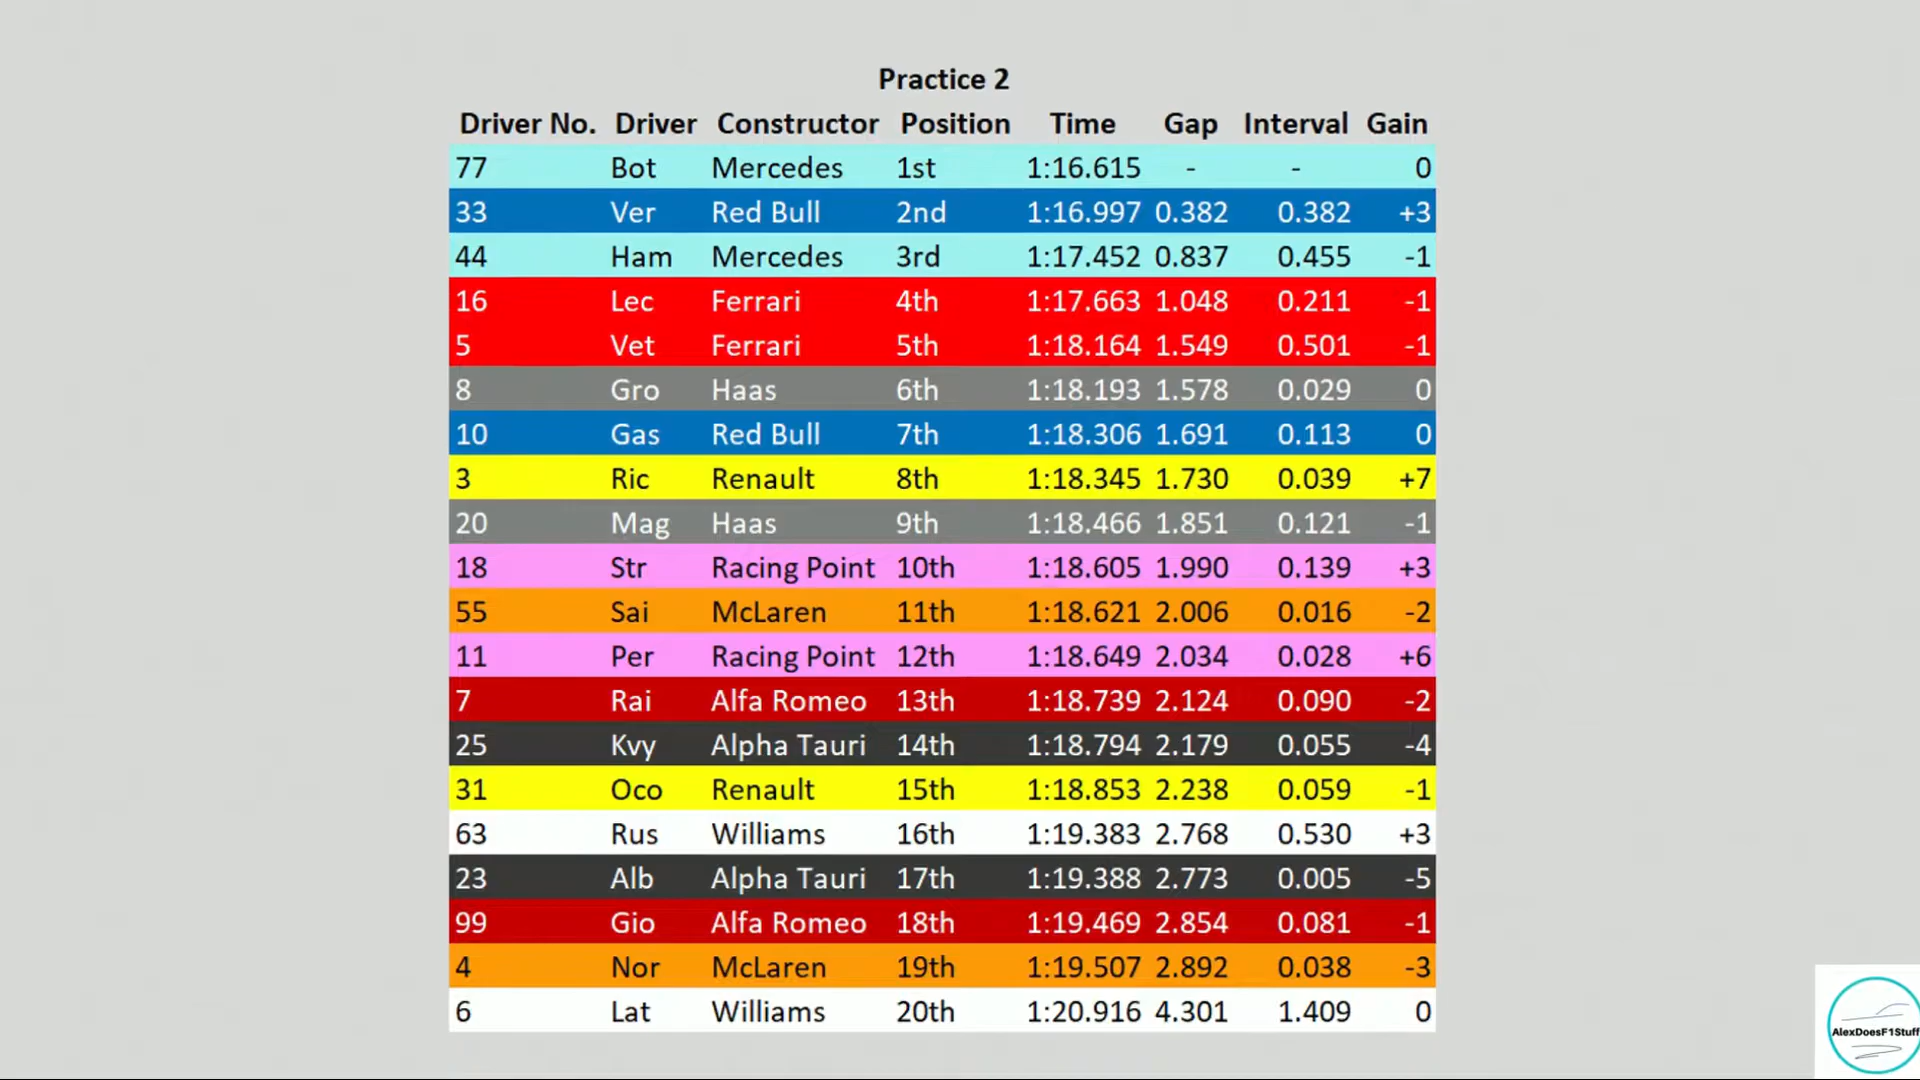 Practice 2
Driver No. Driver Constructor Position Time Gap Interval Gain
77 Bot Mercedes 1st 1:16.615 - - 0
33 Ver Red Bull 2nd 1:16.997 0.382 0.382 +3
44 Ham Mercedes 3rd 1:17.452 0.837 0.455 -1
16 Lec Ferrari 4th 1:17.663 1.048 0.211 -1
5 Vet Ferrari 5th 1:18.164 1.549 0.501 -1
8 Gro Haas 6th 1:18.193 1.578 0.029 0
10 Gas Red Bull 7th 1:18.306 1.691 0.113 0
3 Ric Renault 8th 1:18.345 1.730 0.039 +7
20 Mag Haas 9th 1:18.466 1.851 0.121 -1
18 Str Racing Point 10th 1:18.605 1.990 0.139 +3
55 Sai McLaren 11th 1:18.621 2.006 0.016 -2
11 Per Racing Point 12th 1:18.649 2.034 0.028 +6
7 Rai Alfa Romeo 13th 1:18.739 2.124 0.090 -2
25 Kvy Alpha Tauri 14th 1:18.794 2.179 0.055 -4
31 Oco Renault 15th 1:18.853 2.238 0.059 -1
63 Rus Williams 16th 1:19.383 2.768 0.530 +3
23 Alb Alpha Tauri 17th 1:19.388 2.773 0.005 -5
99 Gio Alfa Romeo 18th 1:19.469 2.854 0.081 -1
4 Nor McLaren 19th 1:19.507 2.892 0.038 -3
6 Lat Williams 20th 1:20.916 4.301 1.409 0
AlexDoesF1Stuff